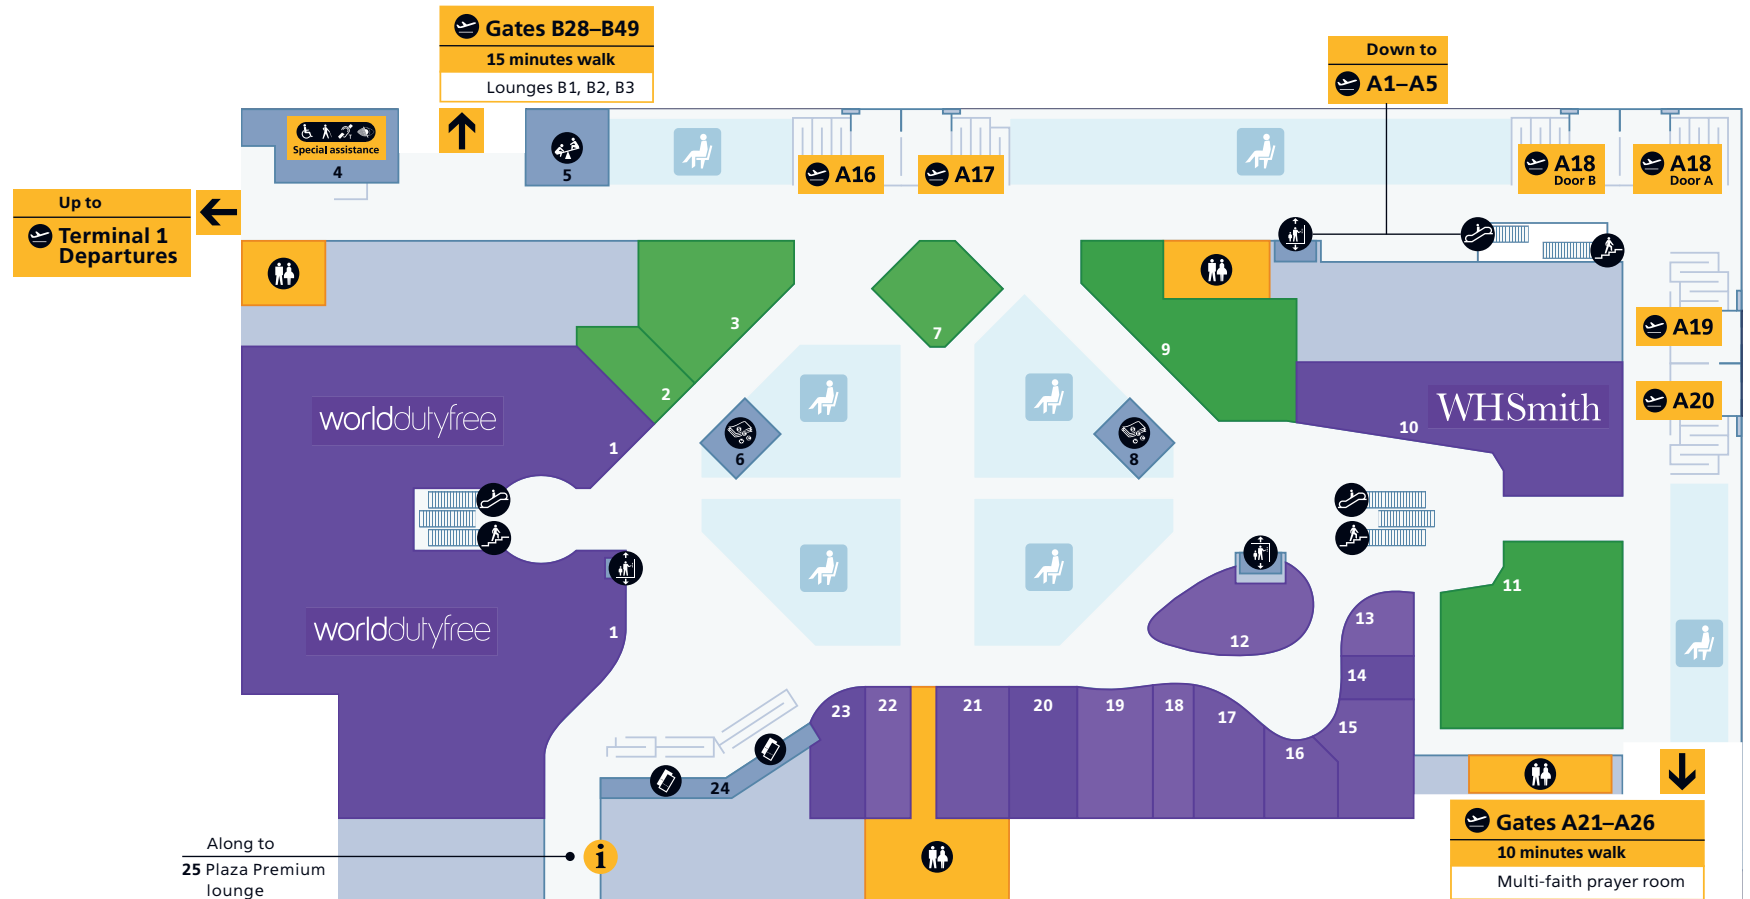 Gates B28–B49
15 minutes walk
Lounges B1, B2, B3
Down to
A1–A5
Special assistance
4
5
A16
A17
A18
Door B
A18
Door A
Up to
Terminal 1
Departures
3
7
9
2
A19
A20
worlddutyfree
1
6
8
10
WHSmith
worlddutyfree
1
12
11
13
14
15
16
17
18
19
20
21
22
23
24
Along to
25 Plaza Premium
lounge
i
Gates A21–A26
10 minutes walk
Multi-faith prayer room